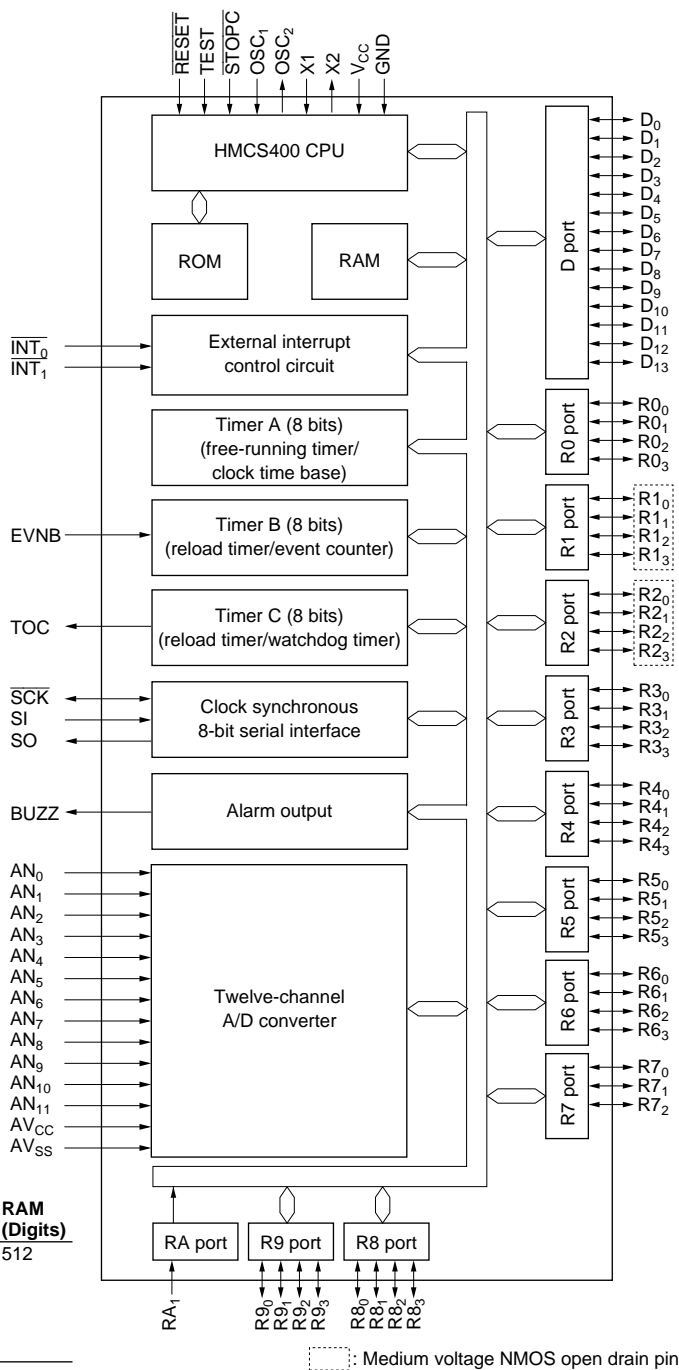 RESET
TEST
STOPC
OSC₁
OSC₂
X1
X2
V_CC
GND
HMCS400 CPU
ROM
RAM
INT₀
INT₁
External interrupt
control circuit
Timer A (8 bits)
(free-running timer/
clock time base)
EVNB
Timer B (8 bits)
(reload timer/event counter)
TOC
Timer C (8 bits)
(reload timer/watchdog timer)
SCK
SI
SO
Clock synchronous
8-bit serial interface
BUZZ
Alarm output
AN₀
AN₁
AN₂
AN₃
AN₄
AN₅
AN₆
AN₇
AN₈
AN₉
AN₁₀
AN₁₁
AV_CC
AV_SS
Twelve-channel
A/D converter
D port
D₀
D₁
D₂
D₃
D₄
D₅
D₆
D₇
D₈
D₉
D₁₀
D₁₁
D₁₂
D₁₃
R0 port
R0₀
R0₁
R0₂
R0₃
R1 port
R1₀
R1₁
R1₂
R1₃
R2 port
R2₀
R2₁
R2₂
R2₃
R3 port
R3₀
R3₁
R3₂
R3₃
R4 port
R4₀
R4₁
R4₂
R4₃
R5 port
R5₀
R5₁
R5₂
R5₃
R6 port
R6₀
R6₁
R6₂
R6₃
R7 port
R7₀
R7₁
R7₂
RAM
(Digits)
512
RA port
R9 port
R8 port
RA₁
R9₀
R9₁
R9₂
R9₃
R8₀
R8₁
R8₂
R8₃
: Medium voltage NMOS open drain pin